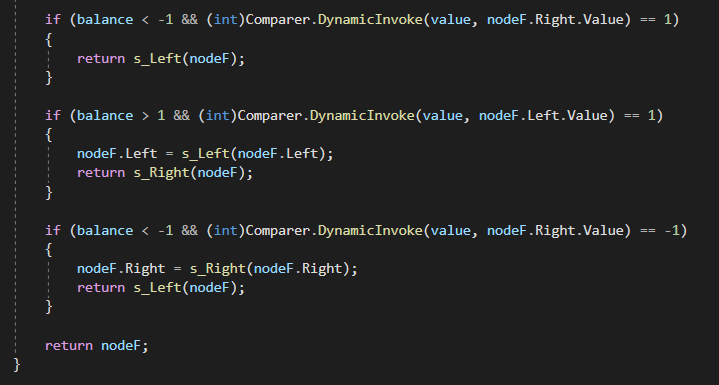 if (balance < -1 && (int)Comparer.DynamicInvoke(value, nodeF.Right.Value) == 1)
{
return s_Left(nodeF);
}
if (balance > 1 && (int)Comparer.DynamicInvoke(value, nodeF.Left.Value) == 1)
{
nodeF.Left = s_Left(nodeF.Left);
return s_Right(nodeF);
}
if (balance < -1 && (int)Comparer.DynamicInvoke(value, nodeF.Right.Value) == -1)
{
nodeF.Right = s_Right(nodeF.Right);
return s_Left(nodeF);
}
return nodeF;
}